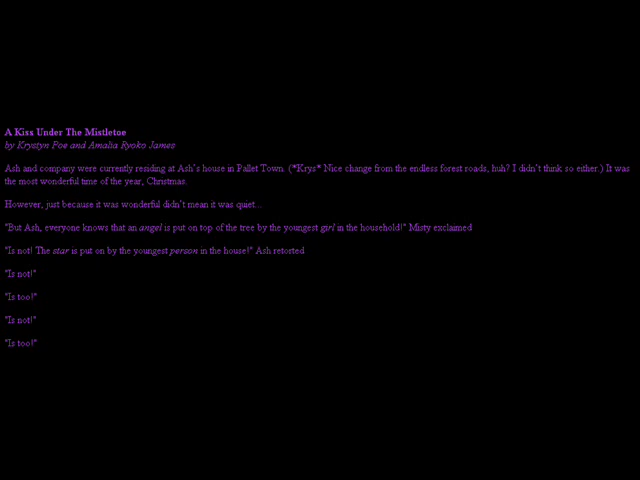 A Kiss Under The Mistletoe
by Krystyn Poe and Amalia Ryoko James
Ash and company were currently residing at Ash's house in Pallet Town. (*Krys* Nice change from the endless forest roads, huh? I didn't think so either.) It was
the most wonderful time of the year, Christmas.
However, just because it was wonderful didn't mean it was quiet...
"But Ash, everyone knows that an angel is put on top of the tree by the youngest girl in the household!" Misty exclaimed
"Is not! The star is put on by the youngest person in the house!" Ash retorted
"Is not!"
"Is too!"
"Is not!"
"Is too!"